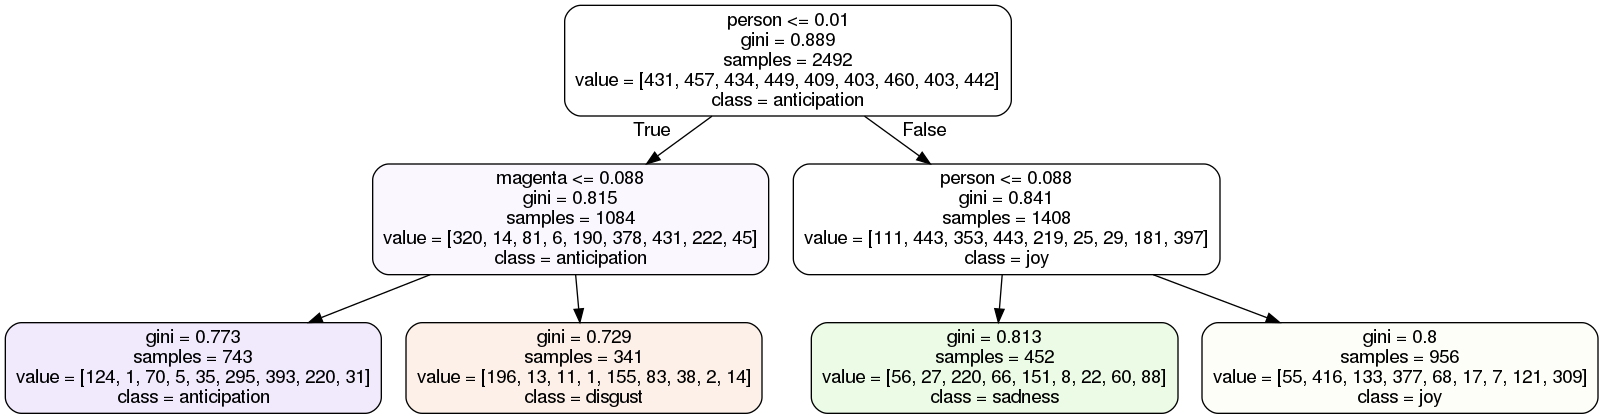 person <= 0.01
gini = 0.889
samples = 2492
value = [431, 457, 434, 449, 409, 403, 460, 403, 442]
class = anticipation
True
False
magenta <= 0.088
gini = 0.815
samples = 1084
value = [320, 14, 81, 6, 190, 378, 431, 222, 45]
class = anticipation
person <= 0.088
gini = 0.841
samples = 1408
value = [111, 443, 353, 443, 219, 25, 29, 181, 397]
class = joy
gini = 0.773
samples = 743
value = [124, 1, 70, 5, 35, 295, 393, 220, 31]
class = anticipation
gini = 0.729
samples = 341
value = [196, 13, 11, 1, 155, 83, 38, 2, 14]
class = disgust
gini = 0.813
samples = 452
value = [56, 27, 220, 66, 151, 8, 22, 60, 88]
class = sadness
gini = 0.8
samples = 956
value = [55, 416, 133, 377, 68, 17, 7, 121, 309]
class = joy